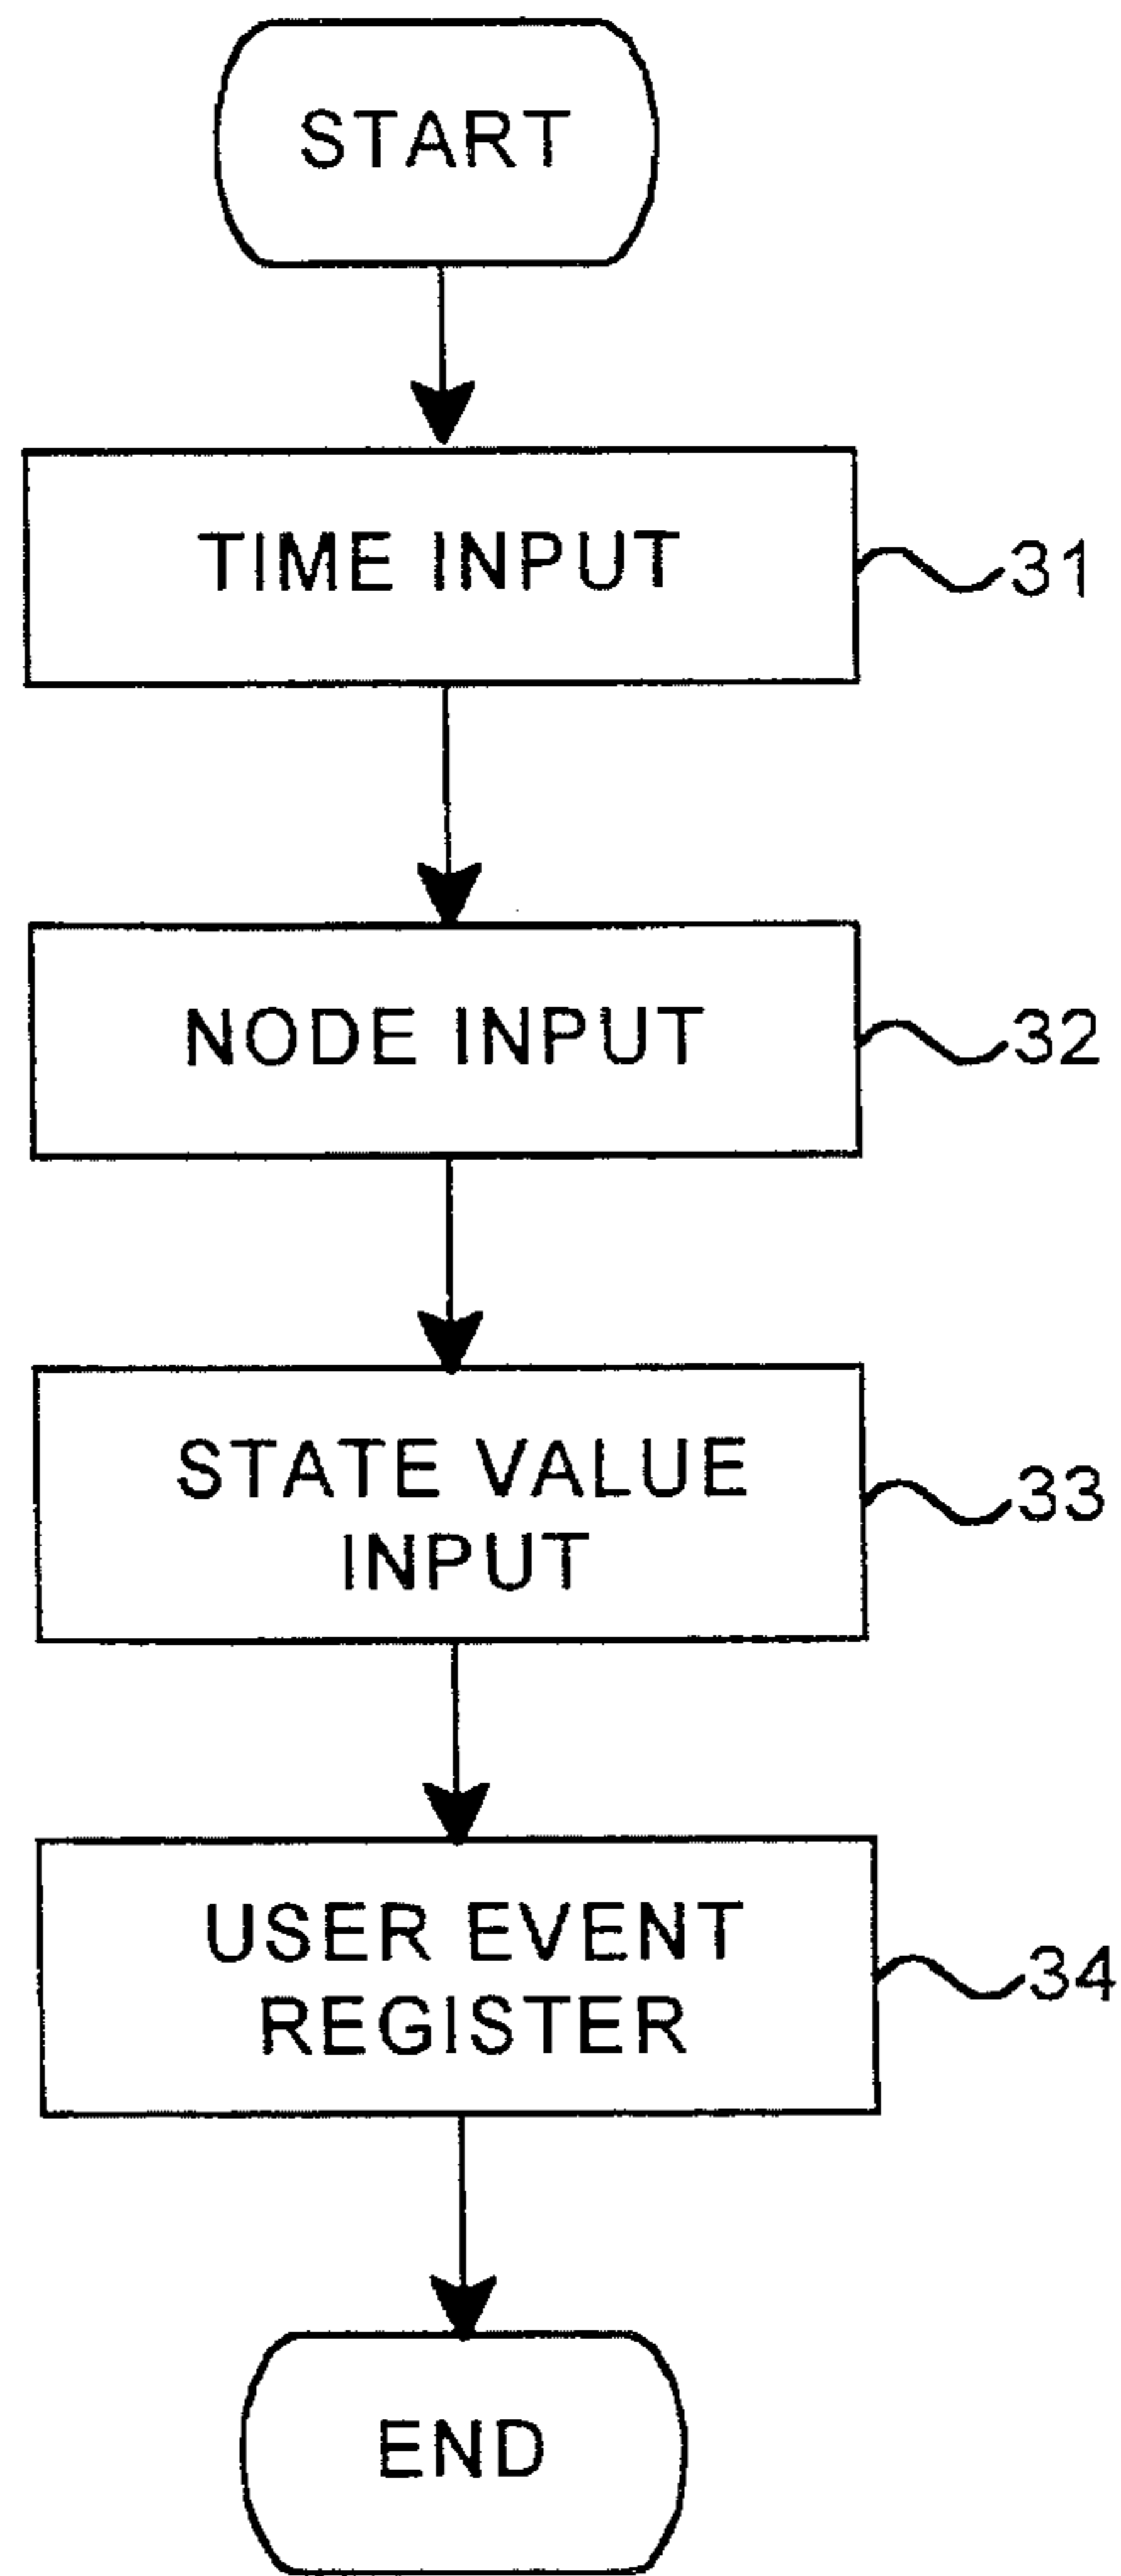 START
TIME INPUT
31
NODE INPUT
32
STATE VALUE
INPUT
33
USER EVENT
REGISTER
34
END